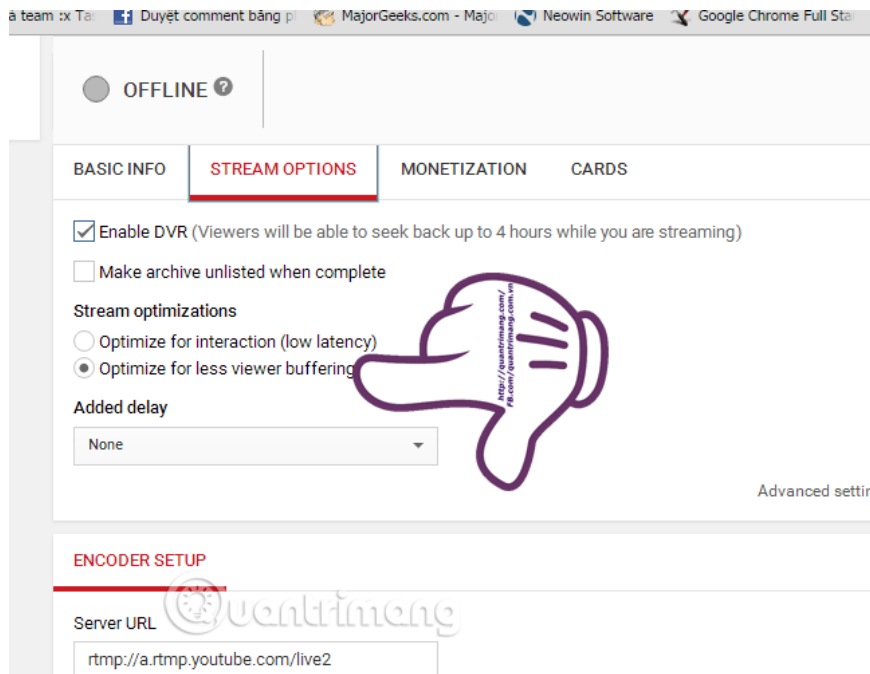 a team :x Ta
Duyệt comment bằng p
MajorGeeks.com - Majo
Neowin Software
Google Chrome Full Sta
OFFLINE ?
BASIC INFO
STREAM OPTIONS
MONETIZATION
CARDS
Enable DVR (Viewers will be able to seek back up to 4 hours while you are streaming)
Make archive unlisted when complete
Stream optimizations
Optimize for interaction (low latency)
Optimize for less viewer buffering
http://quantrimang.com/
FB.com/quantrimang.com.vn
Added delay
None
Advanced settin
ENCODER SETUP
Quantrimang
Server URL
rtmp://a.rtmp.youtube.com/live2